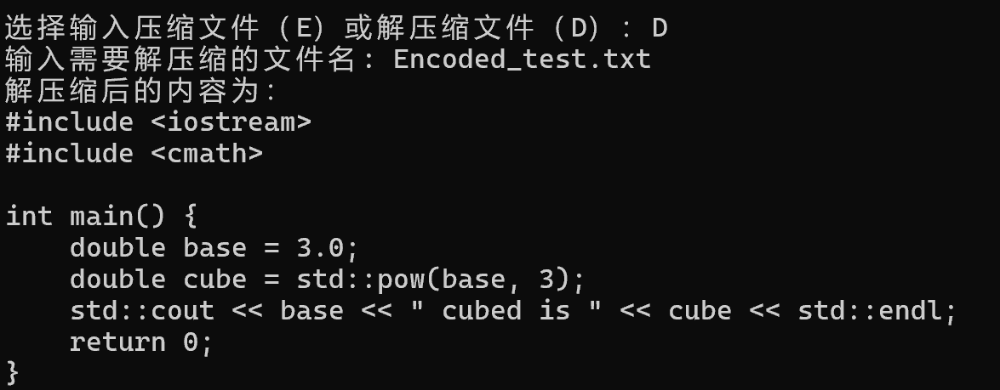 选择输入压缩文件（E）或解压缩文件（D）: D
输入需要解压缩的文件名: Encoded_test.txt
解压缩后的内容为:
#include <iostream>
#include <cmath>

int main() {
    double base = 3.0;
    double cube = std::pow(base, 3);
    std::cout << base << " cubed is " << cube << std::endl;
    return 0;
}